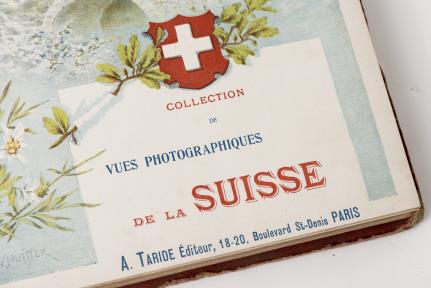 COLLECTION
DE
VUES PHOTOGRAPHIQUES
DE LA SUISSE
A. TARIDE Éditeur, 18-20, Boulevard St-Denis PARIS